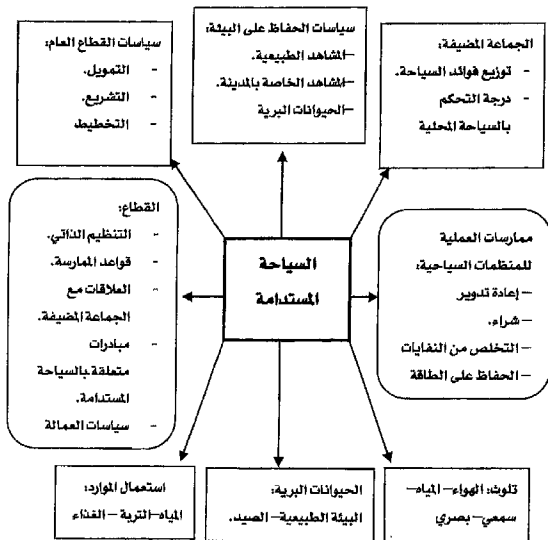 الجماعة المضيفة:
- توزيع فوائد السياحة.
- درجة التحكم
بالسياحة المحلية
سياسات الحفاظ على البيئة:
–المشاهد الطبيعية.
–المشاهد الخاصة بالمدينة.
–الحيوانات البرية
سياسات القطاع العام:
- التمويل.
- التشريع.
- التخطيط
ممارسات العملية
للمنظمات السياحية:
– إعادة تدوير
– شراء.
– التخلص من النفايات
– الحفاظ على الطاقة
السياحة
المستدامة
القطاع:
- التنظيم الذاتي.
- قواعد الممارسة.
- العلاقات مع
الجماعة المضيفة.
- مبادرات
متعلقة بالسياحة
المستدامة.
- سياسات العمالة
تلوث: الهواء– المياه–
سمعي– بصري
الحيوانات البرية:
البيئة الطبيعية– الصيد.
استعمال الموارد:
المياه–التربة – الغذاء